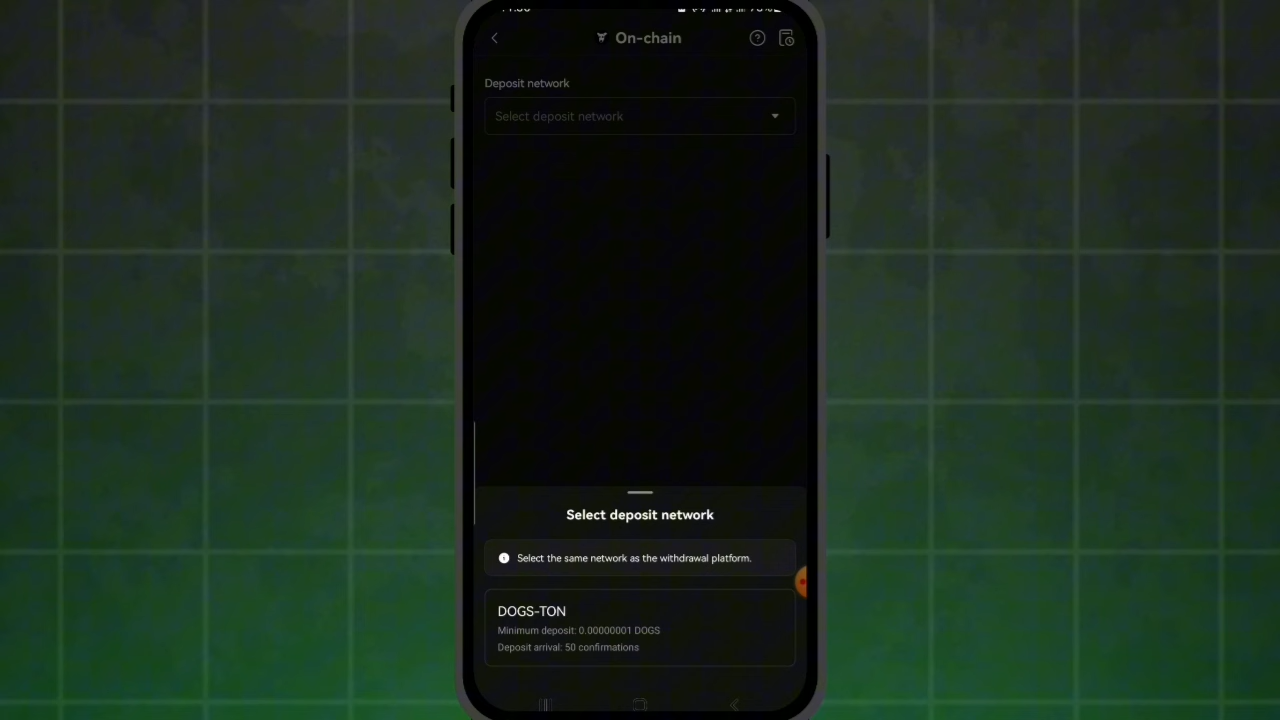 On-chain
Deposit network
Select deposit network
Select deposit network
Select the same network as the withdrawal platform.
DOGS-TON
Minimum deposit: 0.00000001 DOGS
Deposit arrival: 50 confirmations